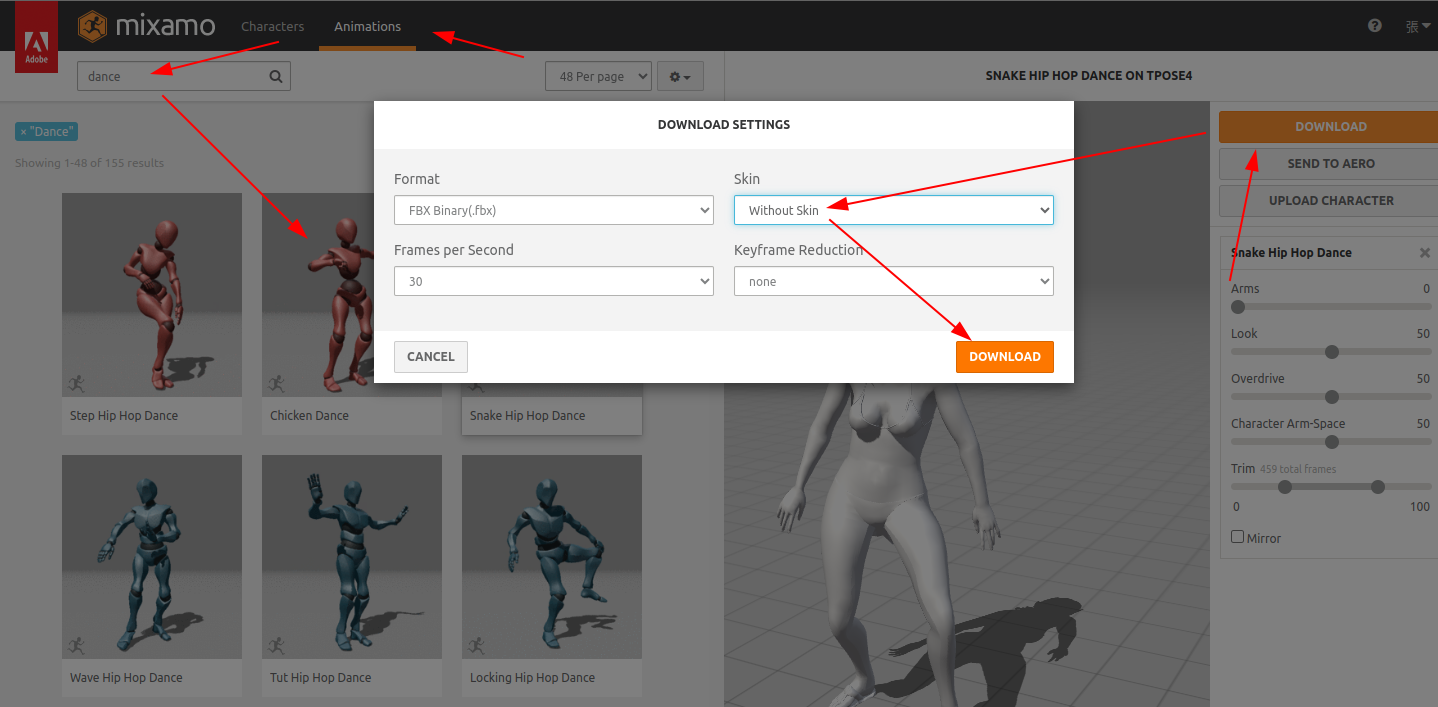 Adobe
mixamo
Characters
Animations
?
張
dance
48 Per page
SNAKE HIP HOP DANCE ON TPOSE4
× "Dance"
Showing 1-48 of 155 results
Step Hip Hop Dance
Chicken Dance
Snake Hip Hop Dance
Wave Hip Hop Dance
Tut Hip Hop Dance
Locking Hip Hop Dance
DOWNLOAD SETTINGS
Format
Skin
FBX Binary(.fbx)
Without Skin
Frames per Second
Keyframe Reduction
30
none
CANCEL
DOWNLOAD
DOWNLOAD
SEND TO AERO
UPLOAD CHARACTER
Snake Hip Hop Dance
Arms 0
Look 50
Overdrive 50
Character Arm-Space 50
Trim 459 total frames
0 100
Mirror